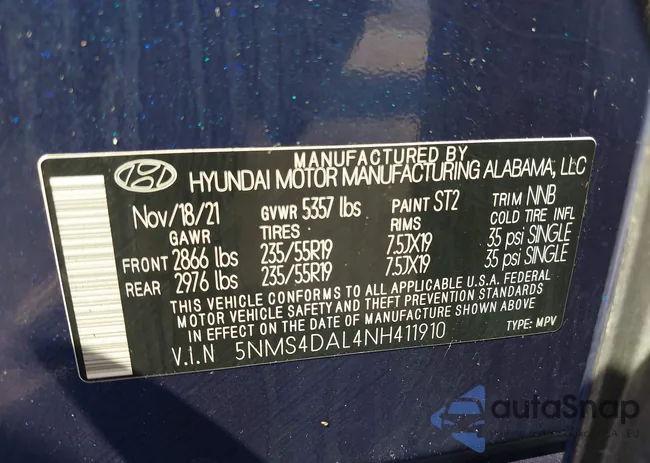 MANUFACTURED BY
HYUNDAI MOTOR MANUFACTURING ALABAMA, LLC
Nov/18/21 GVWR 5357 lbs PAINT ST2 TRIM NNB
GAWR TIRES RIMS COLD TIRE INFL
FRONT 2866 lbs 235/55R19 7.5JX19 35 psi SINGLE
REAR 2976 lbs 235/55R19 7.5JX19 35 psi SINGLE
THIS VEHICLE CONFORMS TO ALL APPLICABLE U.S.A. FEDERAL
MOTOR VEHICLE SAFETY AND THEFT PREVENTION STANDARDS
IN EFFECT ON THE DATE OF MANUFACTURE SHOWN ABOVE
V.i.N 5NMS4DAL4NH411910 TYPE: MPV
autoSnap